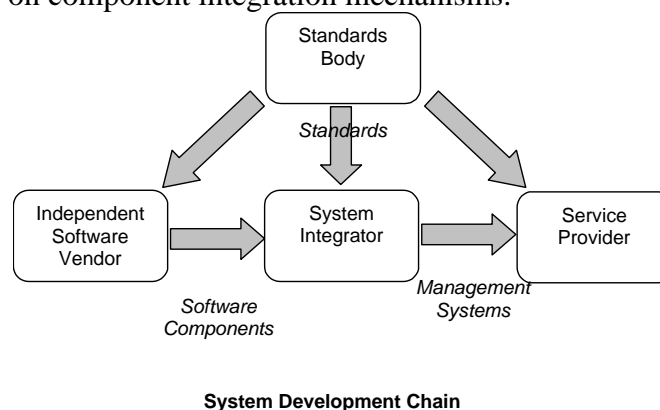 on component integration mechanisms.
Standards
Body
Standards
Independent
Software
Vendor
System
Integrator
Service
Provider
Software
Components
Management
Systems
System Development Chain